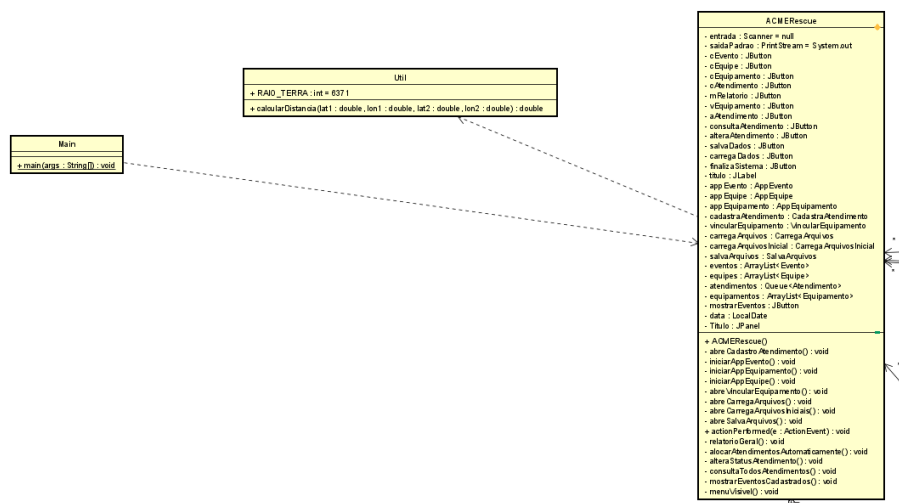 ACMERescue
- entrada : Scanner = null
- saidaPadrao : PrintStream = System.out
- cEvento : JButton
- cEquipe : JButton
- cEquipamento : JButton
- cAtendimento : JButton
- mRelatorio : JButton
- vEquipamento : JButton
- aAtendimento : JButton
- consultaAtendimento : JButton
- alteraAtendimento : JButton
- salvaDados : JButton
- carregaDados : JButton
- finalizaSistema : JButton
- titulo : JLabel
- appEvento : AppEvento
- appEquipe : AppEquipe
- appEquipamento : AppEquipamento
- cadastraAtendimento : CadastraAtendimento
- vincularEquipamento : VincularEquipamento
- carregaArquivos : CarregaArquivos
- carregaArquivosInicial : CarregaArquivosInicial
- salvaArquivos : SalvaArquivos
- eventos : ArrayList<Evento>
- equipes : ArrayList<Equipe>
- atendimentos : Queue<Atendimento>
- equipamentos : ArrayList<Equipamento>
- mostrarEventos : JButton
- data : LocalDate
- Titulo : JPanel
+ ACMERescue()
- abreCadastroAtendimento() : void
- iniciarAppEvento() : void
- iniciarAppEquipamento() : void
- iniciarAppEquipe() : void
- abreVincularEquipamento() : void
- abreCarregaArquivos() : void
- abreCarregaArquivosIniciais() : void
- abreSalvaArquivos() : void
+ actionPerformed(e : ActionEvent) : void
- relatorioGeral() : void
- alocarAtendimentosAutomaticamente() : void
- alteraStatusAtendimento() : void
- consultaTodosAtendimentos() : void
- mostrarEventosCadastrados() : void
- menuVisivel() : void
Util
+ RAIO_TERRA : int = 6371
+ calcularDistancia(lat1 : double, lon1 : double, lat2 : double, lon2 : double) : double
Main
+ main(args : String[]) : void